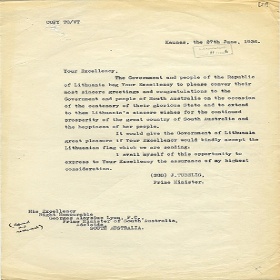 COPY TO/VT
Kaunas, the 27th June, 1936.
Your Excellency,
The Government and people of the Republic
of Lithuania beg Your Excellency to please convey their
most sincere greetings and congratulations to the
Government and people of South Australia on the occasion
of the centenary of their glorious State and to extend
to them Lithuania's sincere wishes for the continued
prosperity of the great country of South Australia and
the happiness of her people.
It would give the Government of Lithuania
great pleasure if Your Excellency would kindly accept the
Lithuanian flag which we are sending.
I avail myself of this opportunity to
express to Your Excellency the assurance of my highest
consideration.
(SGD) J. TUBELIS,
Prime Minister.
His Excellency
Right Honourable
Lyon, P.C.
Prime Minister of South Australia,
Adelaide
SOUTH AUSTRALIA.